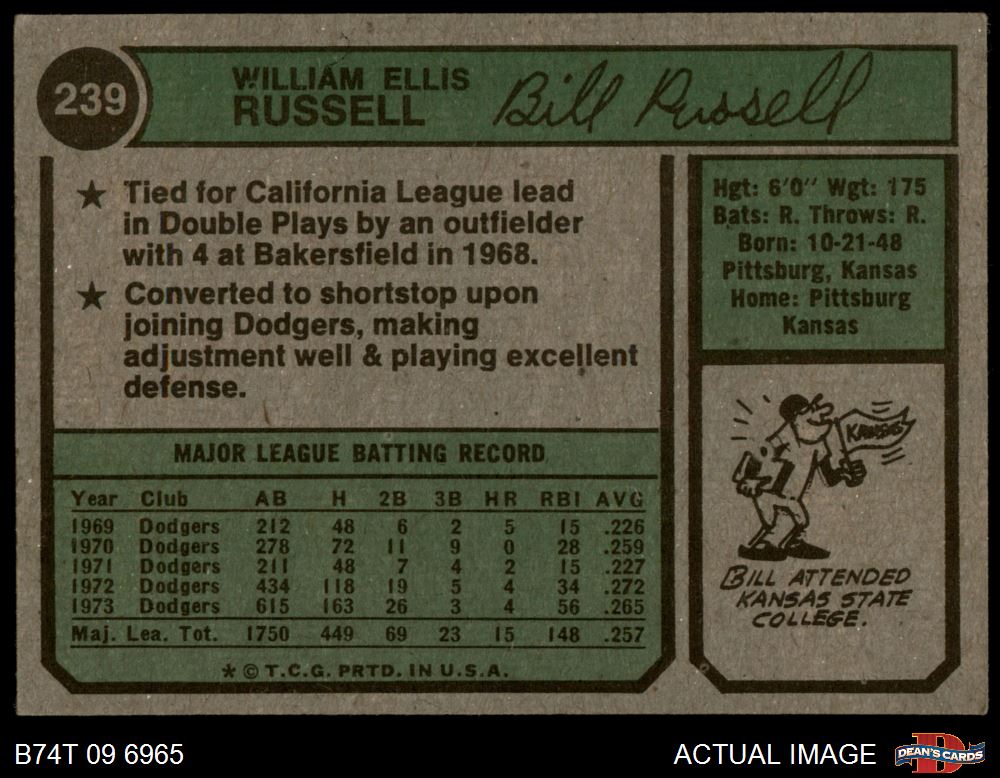 239
WILLIAM ELLIS
RUSSELL
Bill Russell
★ Tied for California League lead
in Double Plays by an outfielder
with 4 at Bakersfield in 1968.
★ Converted to shortstop upon
joining Dodgers, making
adjustment well & playing excellent
defense.
Hgt: 6'0" Wgt: 175
Bats: R. Throws: R.
Born: 10-21-48
Pittsburg, Kansas
Home: Pittsburg
Kansas
MAJOR LEAGUE BATTING RECORD
Year Club AB H 2B 3B HR RBI AVG
1969 Dodgers 212 48 6 2 5 15 .226
1970 Dodgers 278 72 11 9 0 28 .259
1971 Dodgers 211 48 7 4 2 15 .227
1972 Dodgers 434 118 19 5 4 34 .272
1973 Dodgers 615 163 26 3 4 56 .265
Maj. Lea. Tot. 1750 449 69 23 15 148 .257
* © T.C.G. PRTD. IN U.S.A.
KANSAS
BILL ATTENDED
KANSAS STATE
COLLEGE.
B74T 09 6965
ACTUAL IMAGE
D
DEAN'S CARDS